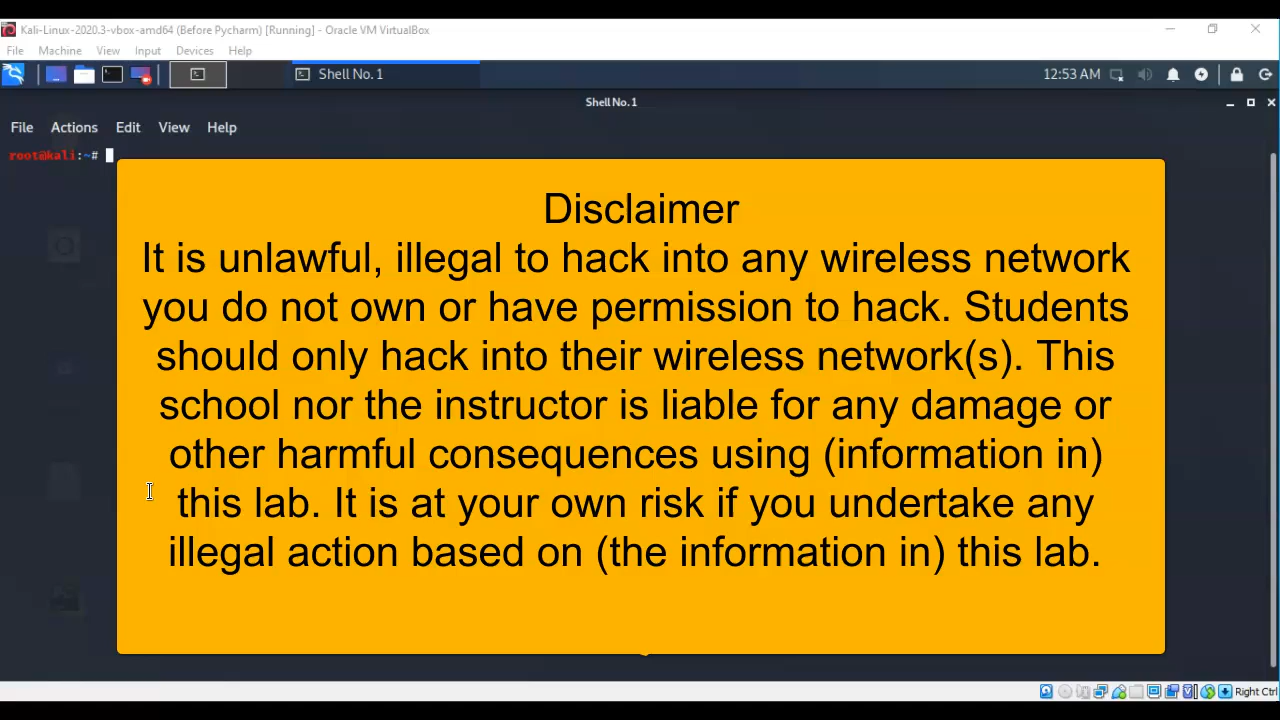 Kali-Linux-2020.3-vbox-amd64 (Before Pycharm) [Running] - Oracle VM VirtualBox
File Machine View Input Devices Help
Shell No. 1
12:53 AM
Shell No. 1
File Actions Edit View Help
root@kali:~#
Disclaimer
It is unlawful, illegal to hack into any wireless network
you do not own or have permission to hack. Students
should only hack into their wireless network(s). This
school nor the instructor is liable for any damage or
other harmful consequences using (information in)
this lab. It is at your own risk if you undertake any
illegal action based on (the information in) this lab.
Right Ctrl